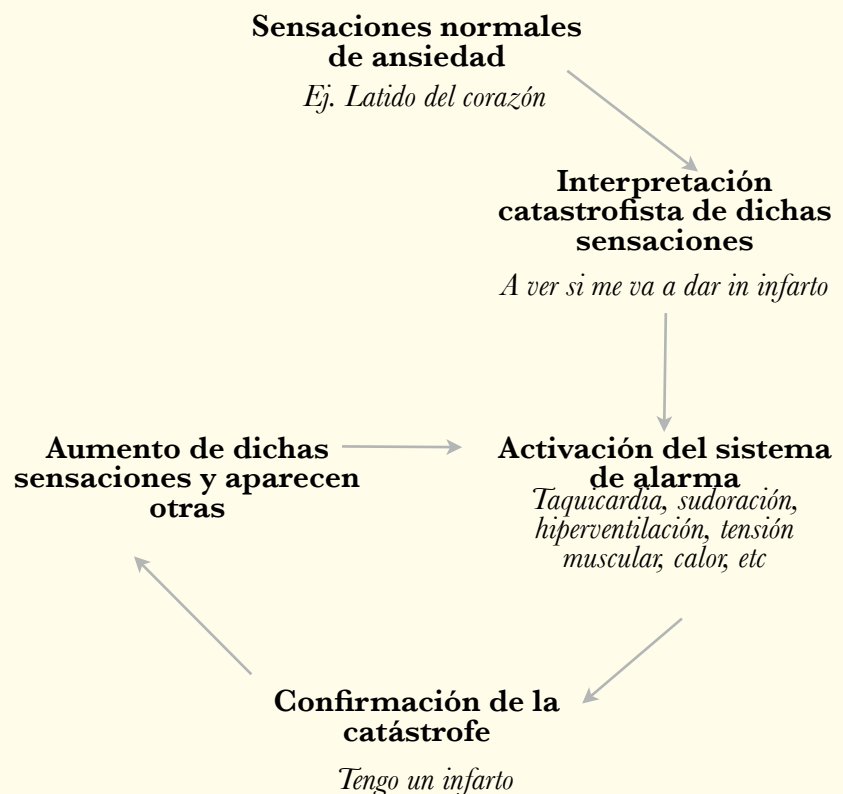 Sensaciones normales
de ansiedad
Ej. Latido del corazón
Interpretación
catastrofista de dichas
sensaciones
A ver si me va a dar in infarto
Activación del sistema
de alarma
Taquicardia, sudoración,
hiperventilación, tensión
muscular, calor, etc
Confirmación de la
catástrofe
Tengo un infarto
Aumento de dichas
sensaciones y aparecen
otras